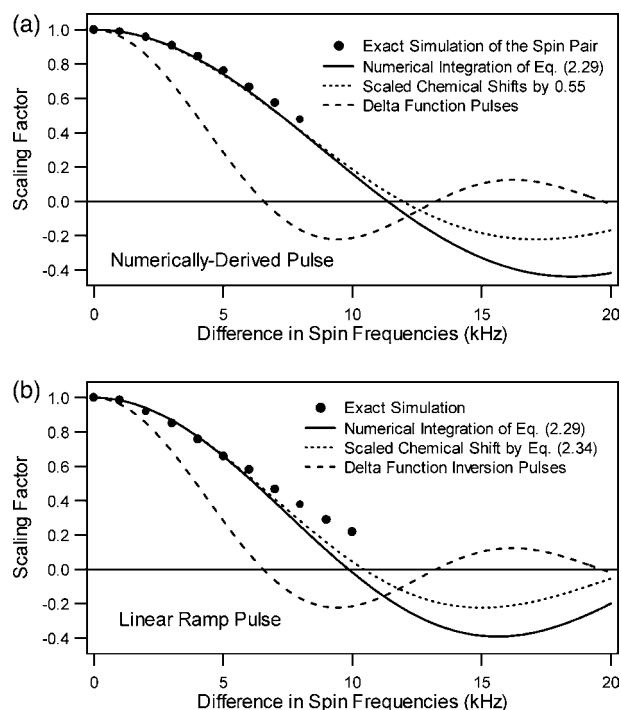 (a)
1.0
0.8
0.6
0.4
0.2
0.0
-0.2
-0.4
Scaling Factor
Exact Simulation of the Spin Pair
Numerical Integration of Eq. (2.29)
Scaled Chemical Shifts by 0.55
Delta Function Pulses
Numerically-Derived Pulse
0 5 10 15 20
Difference in Spin Frequencies (kHz)
(b)
1.0
0.8
0.6
0.4
0.2
0.0
-0.2
-0.4
Scaling Factor
Exact Simulation
Numerical Integration of Eq. (2.29)
Scaled Chemical Shift by Eq. (2.34)
Delta Function Inversion Pulses
Linear Ramp Pulse
0 5 10 15 20
Difference in Spin Frequencies (kHz)